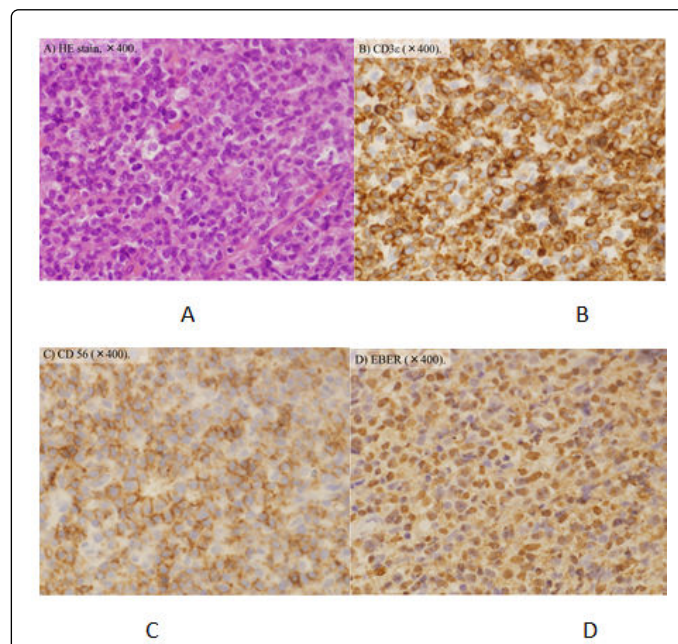 A) HE stain, ×400.
B) CD3ε (×400).
A
B
C) CD 56 (×400).
D) EBER (×400).
C
D